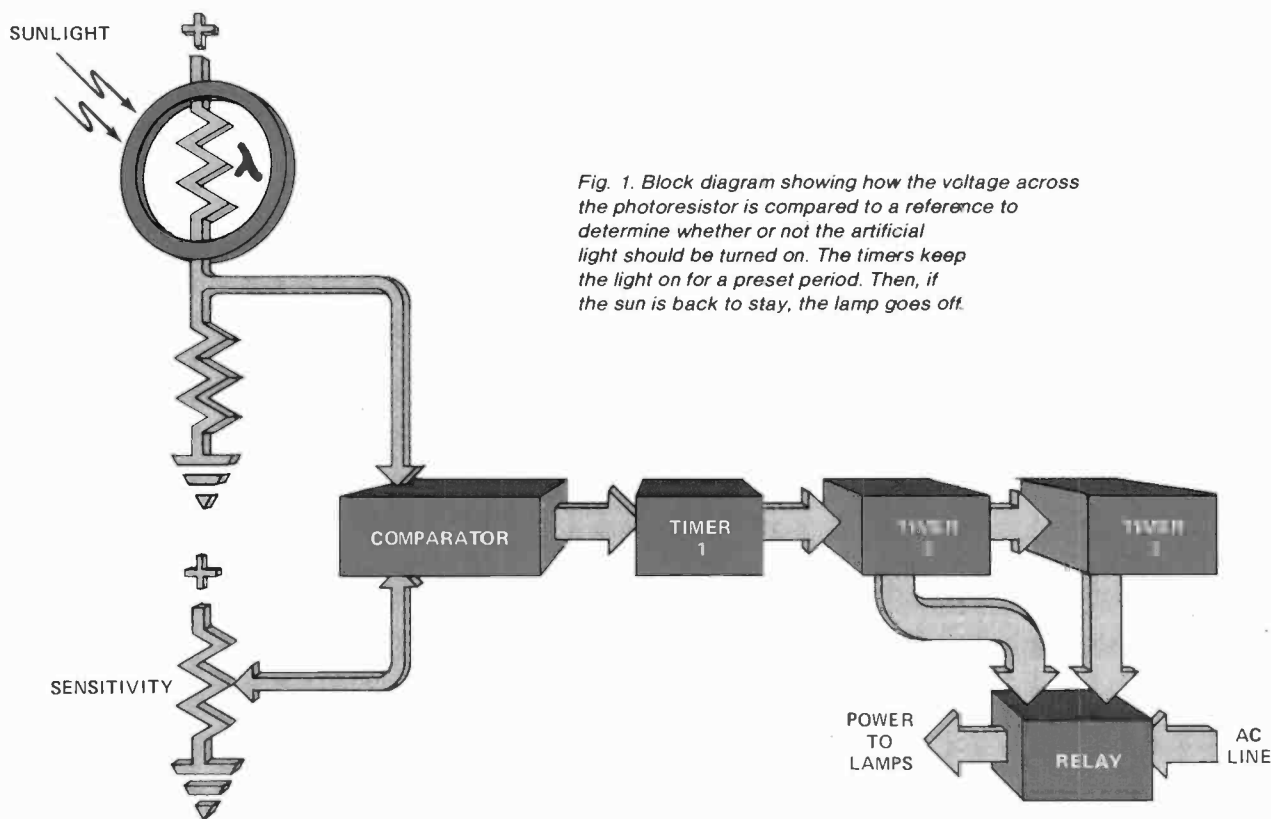 SUNLIGHT
+
λ
Fig. 1. Block diagram showing how the voltage across
the photoresistor is compared to a reference to
determine whether or not the artificial
light should be turned on. The timers keep
the light on for a preset period. Then, if
the sun is back to stay, the lamp goes off.
COMPARATOR
TIMER
1
TIMER
TIMER
+
SENSITIVITY
POWER
TO
LAMPS
RELAY
AC
LINE